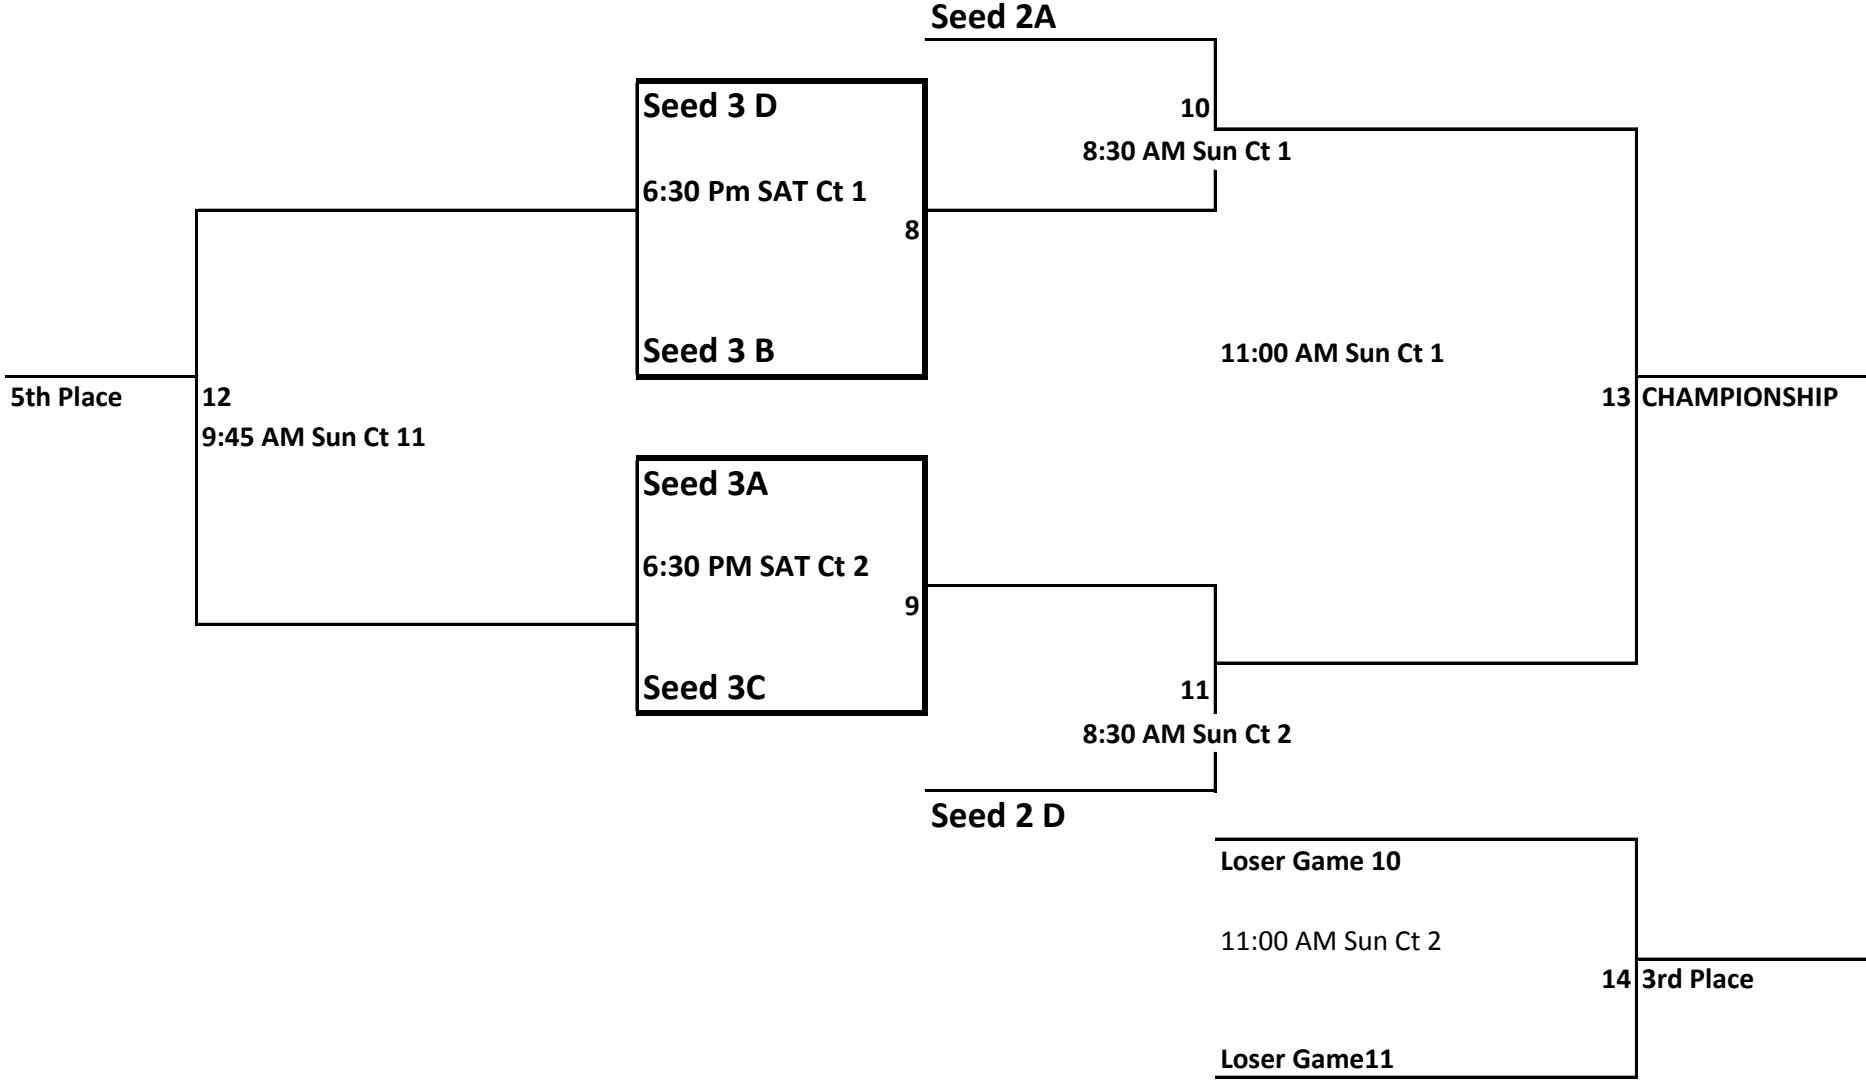 Seed 2A
Seed 3 D
10
8:30 AM Sun Ct 1
6:30 Pm SAT Ct 1
8
Seed 3 B
11:00 AM Sun Ct 1
5th Place
12
13 CHAMPIONSHIP
9:45 AM Sun Ct 11
Seed 3A
6:30 PM SAT Ct 2
9
Seed 3C
11
8:30 AM Sun Ct 2
Seed 2 D
Loser Game 10
11:00 AM Sun Ct 2
14 3rd Place
Loser Game11